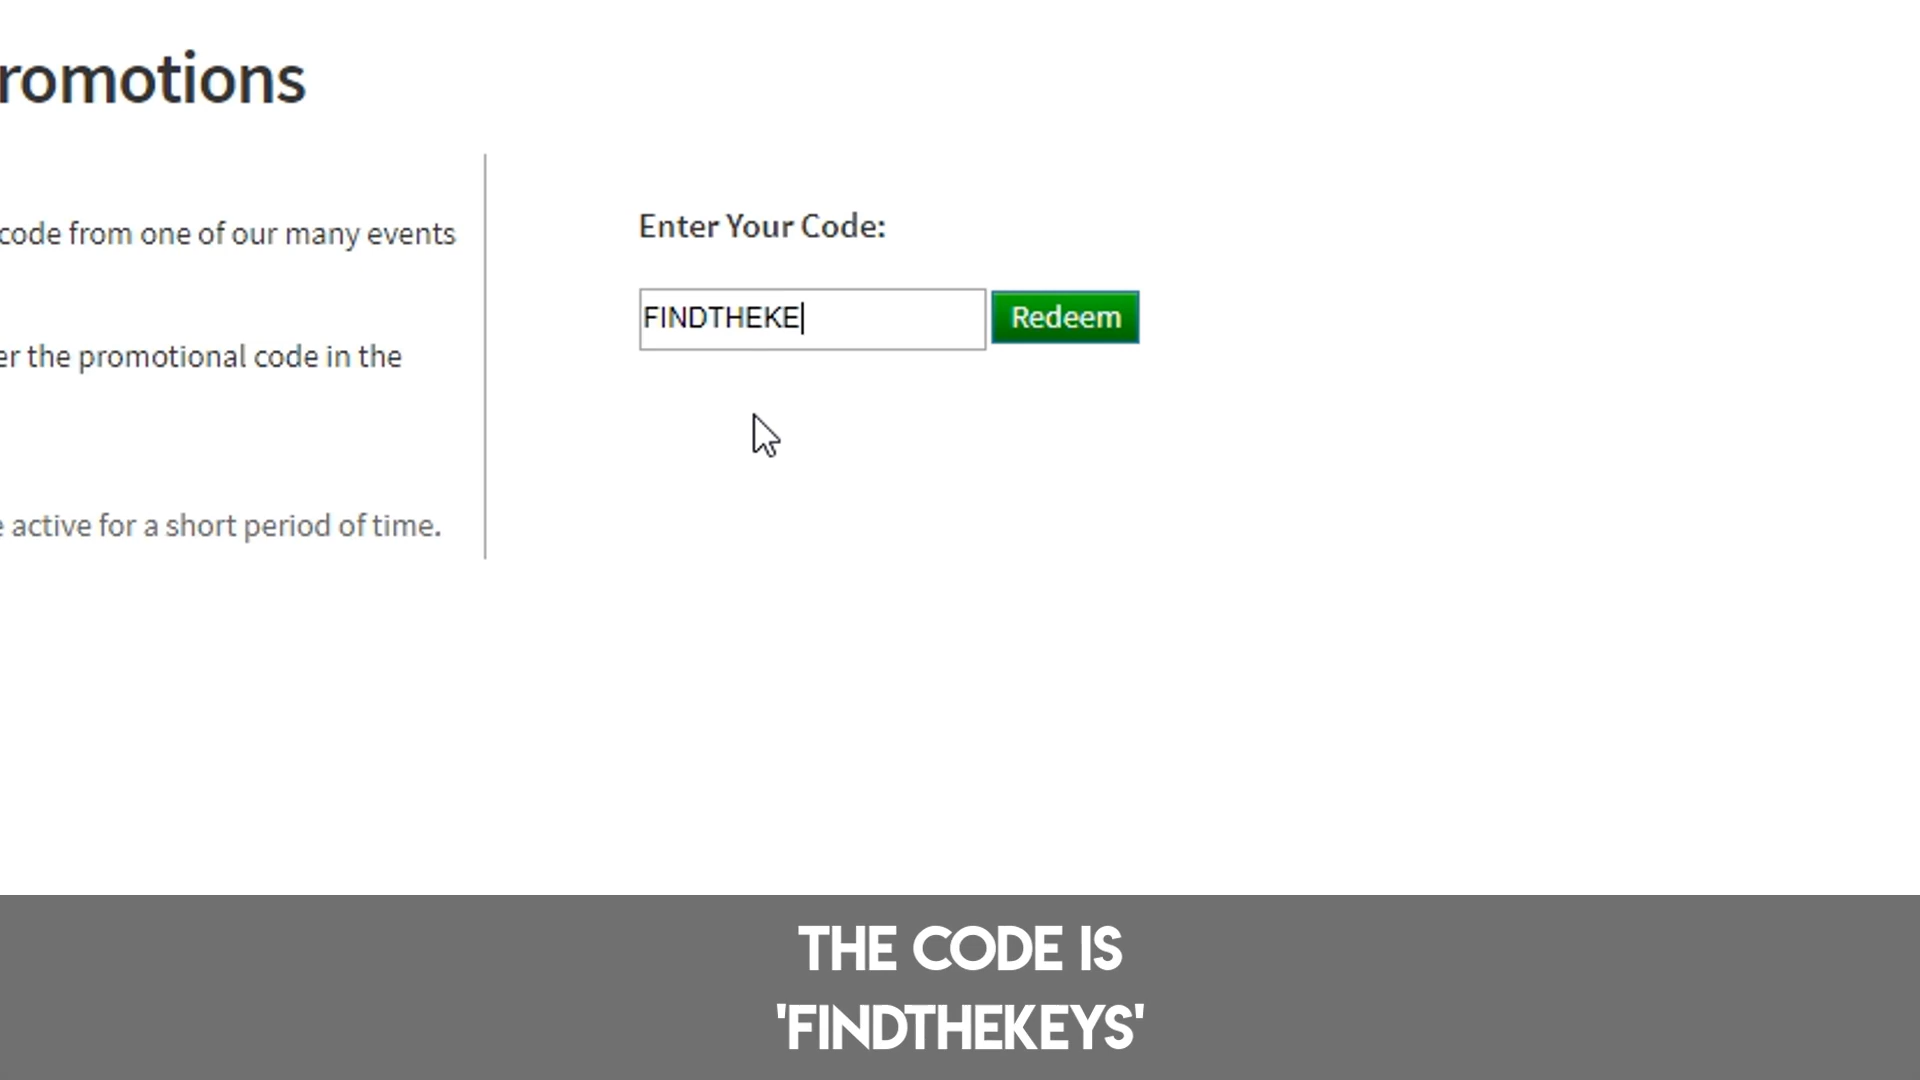 romotions
code from one of our many events
er the promotional code in the
e active for a short period of time.
Enter Your Code:
FINDTHEKE
Redeem
THE CODE IS
'FINDTHEKEYS'